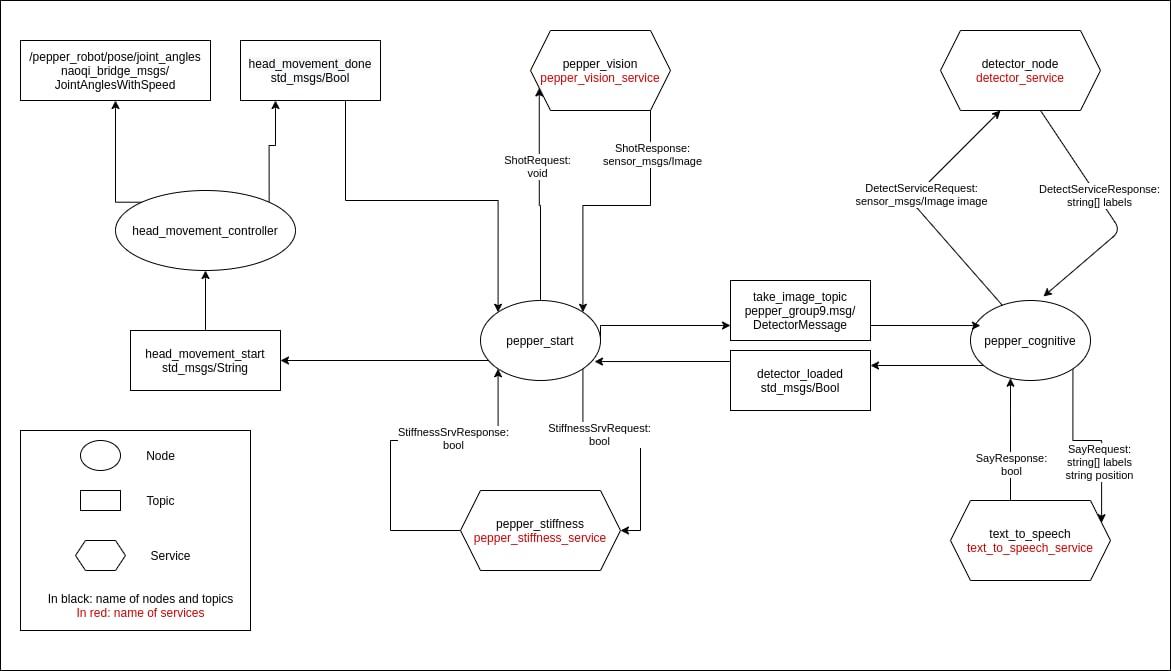 /pepper_robot/pose/joint_angles
naoqi_bridge_msgs/
JointAnglesWithSpeed
head_movement_done
std_msgs/Bool
pepper_vision
pepper_vision_service
detector_node
detector_service
ShotRequest:
void
ShotResponse:
sensor_msgs/Image
DetectServiceRequest:
sensor_msgs/Image image
DetectServiceResponse:
string[] labels
head_movement_controller
take_image_topic
pepper_group9.msg/
DetectorMessage
head_movement_start
std_msgs/String
pepper_start
pepper_cognitive
detector_loaded
std_msgs/Bool
StiffnessSrvResponse:
bool
StiffnessSrvRequest:
bool
SayResponse:
bool
SayRequest:
string[] labels
string position
pepper_stiffness
pepper_stiffness_service
text_to_speech
text_to_speech_service
Node
Topic
Service
In black: name of nodes and topics
In red: name of services